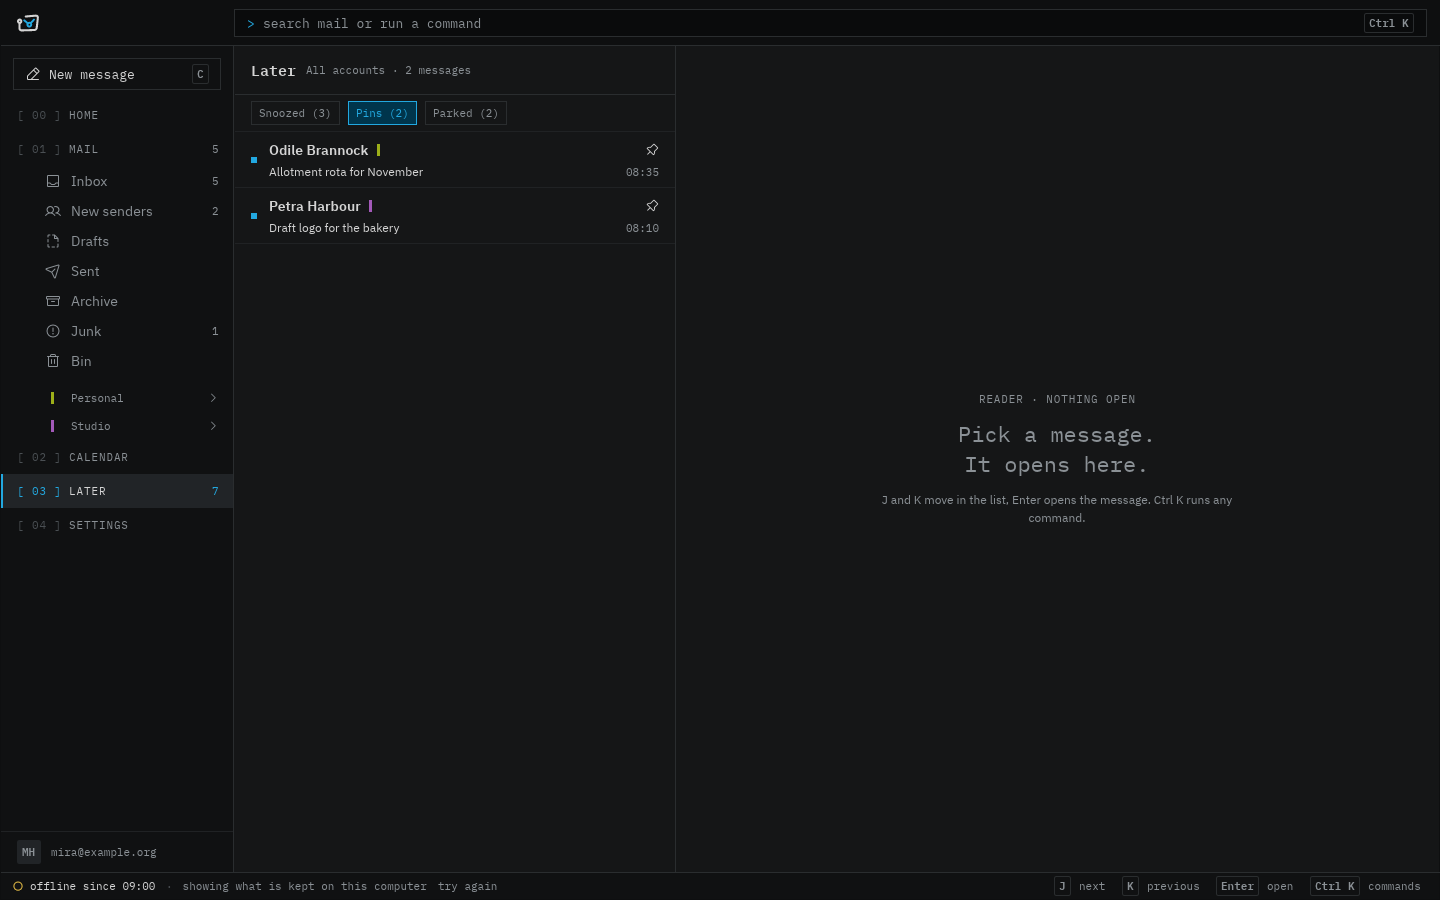 > search mail or run a command Ctrl K
New message C
[ 00 ] HOME
[ 01 ] MAIL 5
Inbox 5
New senders 2
Drafts
Sent
Archive
Junk 1
Bin
Personal
Studio
[ 02 ] CALENDAR
[ 03 ] LATER 7
[ 04 ] SETTINGS
MH mira@example.org
Later All accounts · 2 messages
Snoozed (3) Pins (2) Parked (2)
Odile Brannock
Allotment rota for November 08:35
Petra Harbour
Draft logo for the bakery 08:10
READER · NOTHING OPEN
Pick a message.
It opens here.
J and K move in the list, Enter opens the message. Ctrl K runs any
command.
offline since 09:00 · showing what is kept on this computer try again
J next K previous Enter open Ctrl K commands